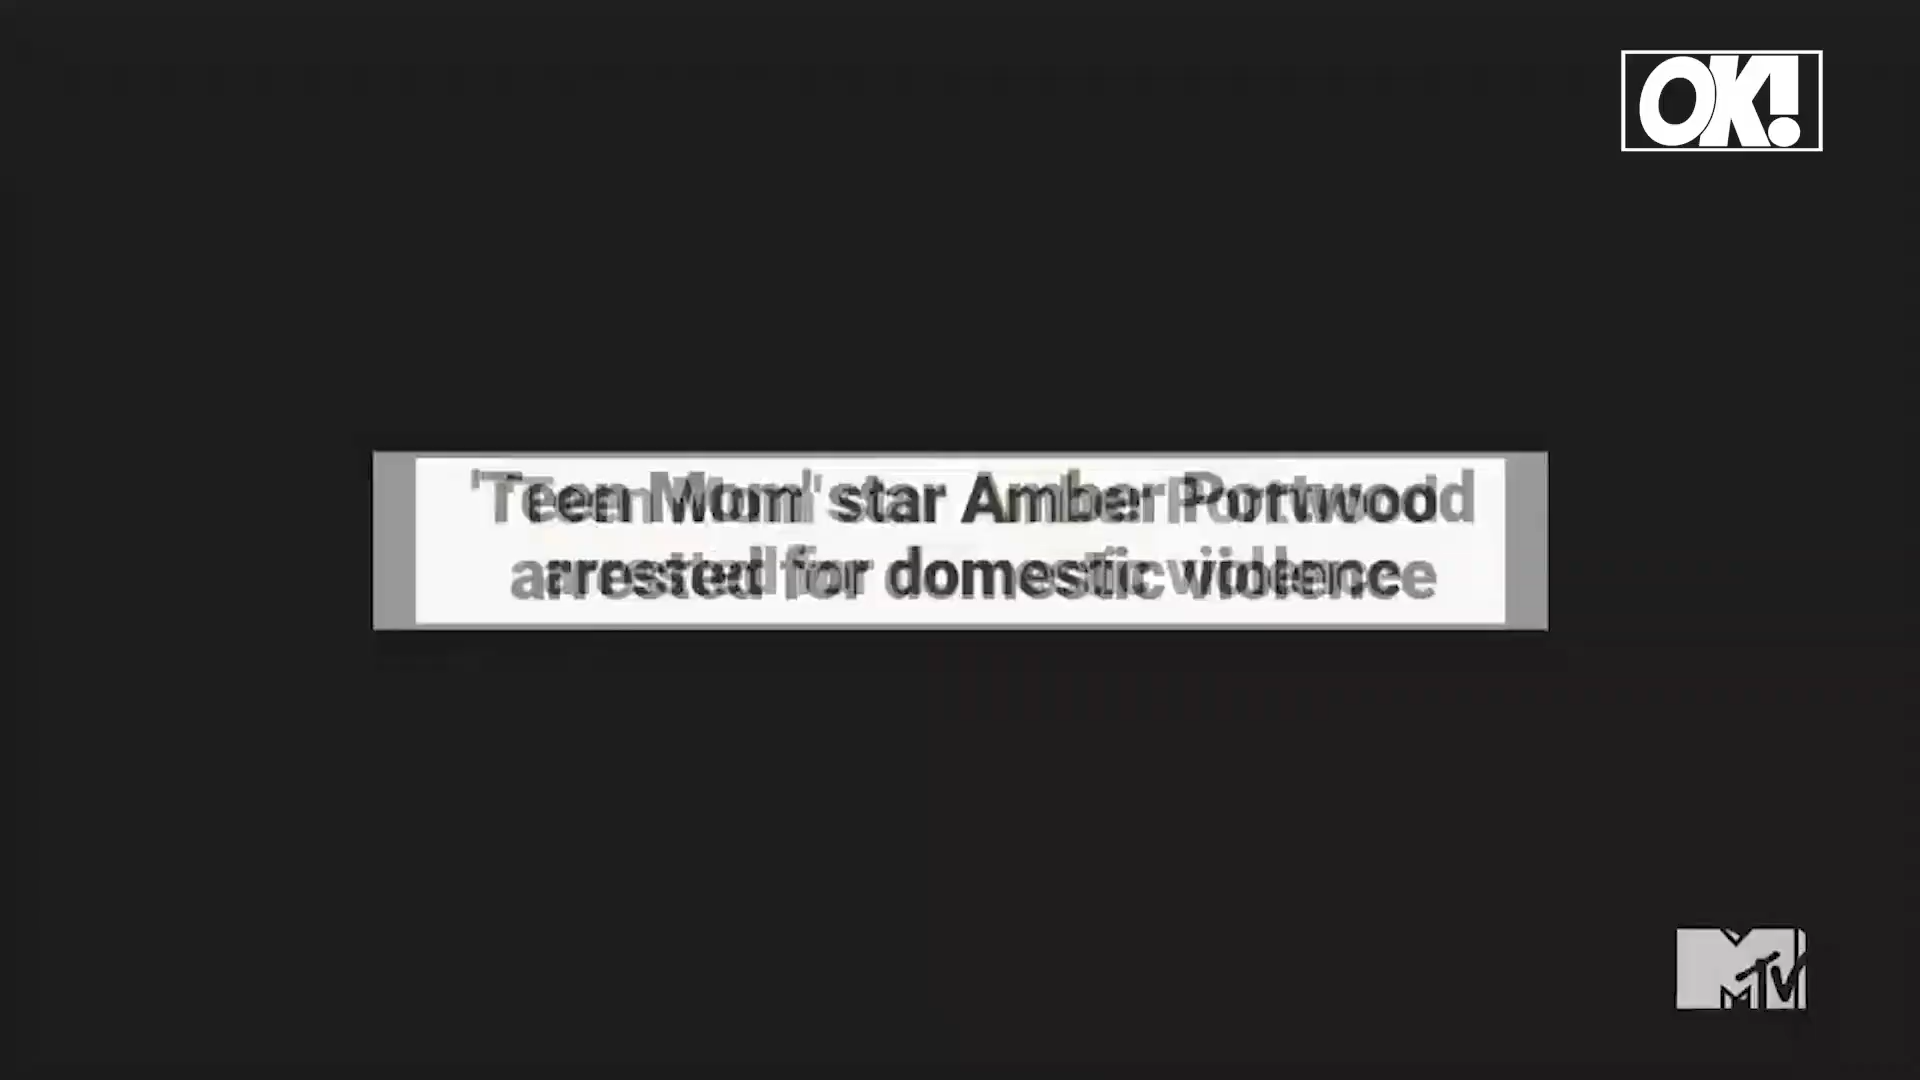 OK!
'Teen Mom' star Amber Portwood
arrested for domestic violence
MTV